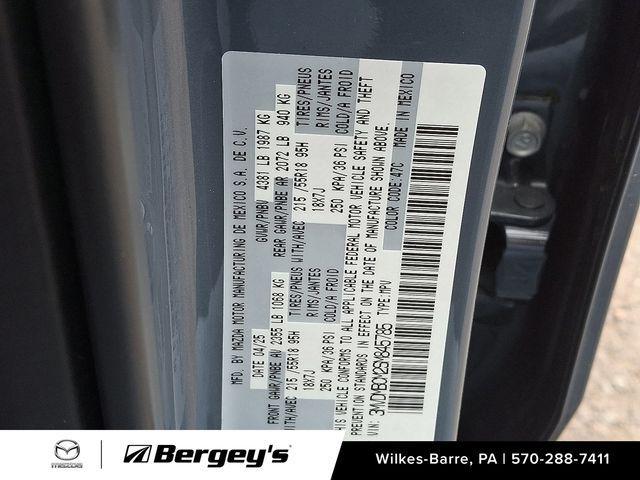 MFD. BY MAZDA MOTOR MANUFACTURING DE MEXICO S.A. DE C.V.
DATE 04/25 GVWR/PNBV 4381 LB 1987 KG
FRONT GAWR/PNBE AV 2355 LB 1068 KG REAR GAWR/PNBE AR 2072 LB 940 KG
WITH/AVEC TIRES/PNEUS WITH/AVEC TIRES/PNEUS
215 /55R18 95H RIMS/JANTES 215 /55R18 95H RIMS/JANTES
18X7J COLD/A FROID 18X7J COLD/A FROID
250 KPA/36 PSI 250 KPA/36 PSI
THIS VEHICLE CONFORMS TO ALL APPLICABLE FEDERAL MOTOR VEHICLE SAFETY AND THEFT
PREVENTION STANDARDS IN EFFECT ON THE DATE OF MANUFACTURE SHOWN ABOVE.
VIN: TYPE:MPV COLOR CODE:47C MADE IN MEXICO
mazda
Bergey's
Wilkes-Barre, PA | 570-288-7411